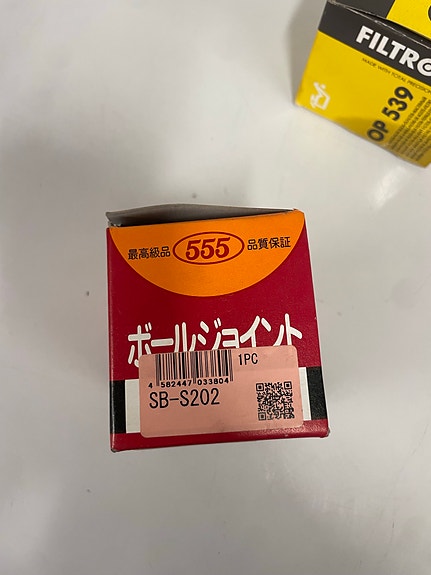 FILTRO
MADE WITH TOTAL PRECISION
OP 539
最高級品 555 品質保証
ボールジョイント
1PC
4 582447 033804
SB-S202